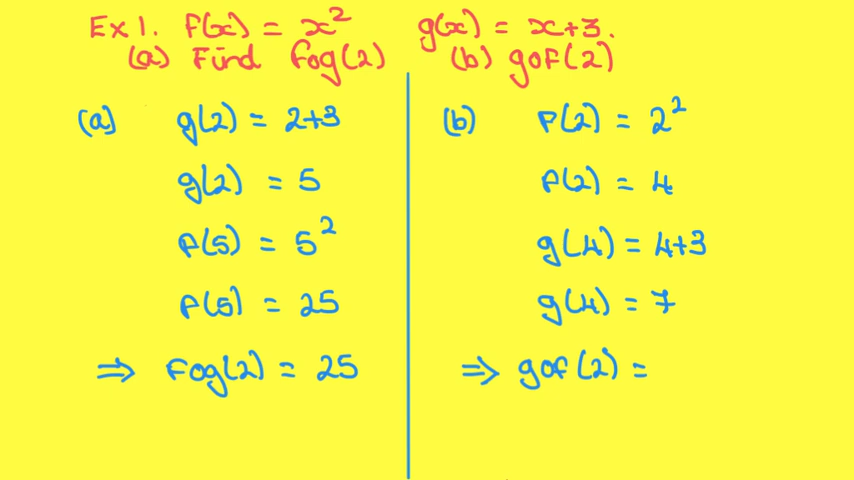 Ex 1. f(x) = x² g(x) = x+3.
(a) Find fog(2) (b) gof(2)
(a) g(2) = 2+3
g(2) = 5
f(5) = 5²
f(5) = 25
⇒ fog(2) = 25
(b) f(2) = 2²
f(2) = 4
g(4) = 4+3
g(4) = 7
⇒ gof(2) =